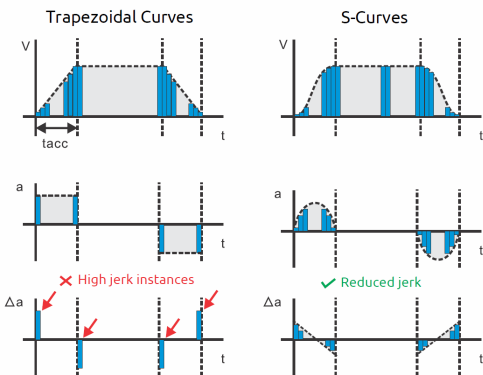 Trapezoidal Curves
S-Curves
V
t
tacc
V
t
a
t
a
t
High jerk instances
Reduced jerk
Δa
t
Δa
t